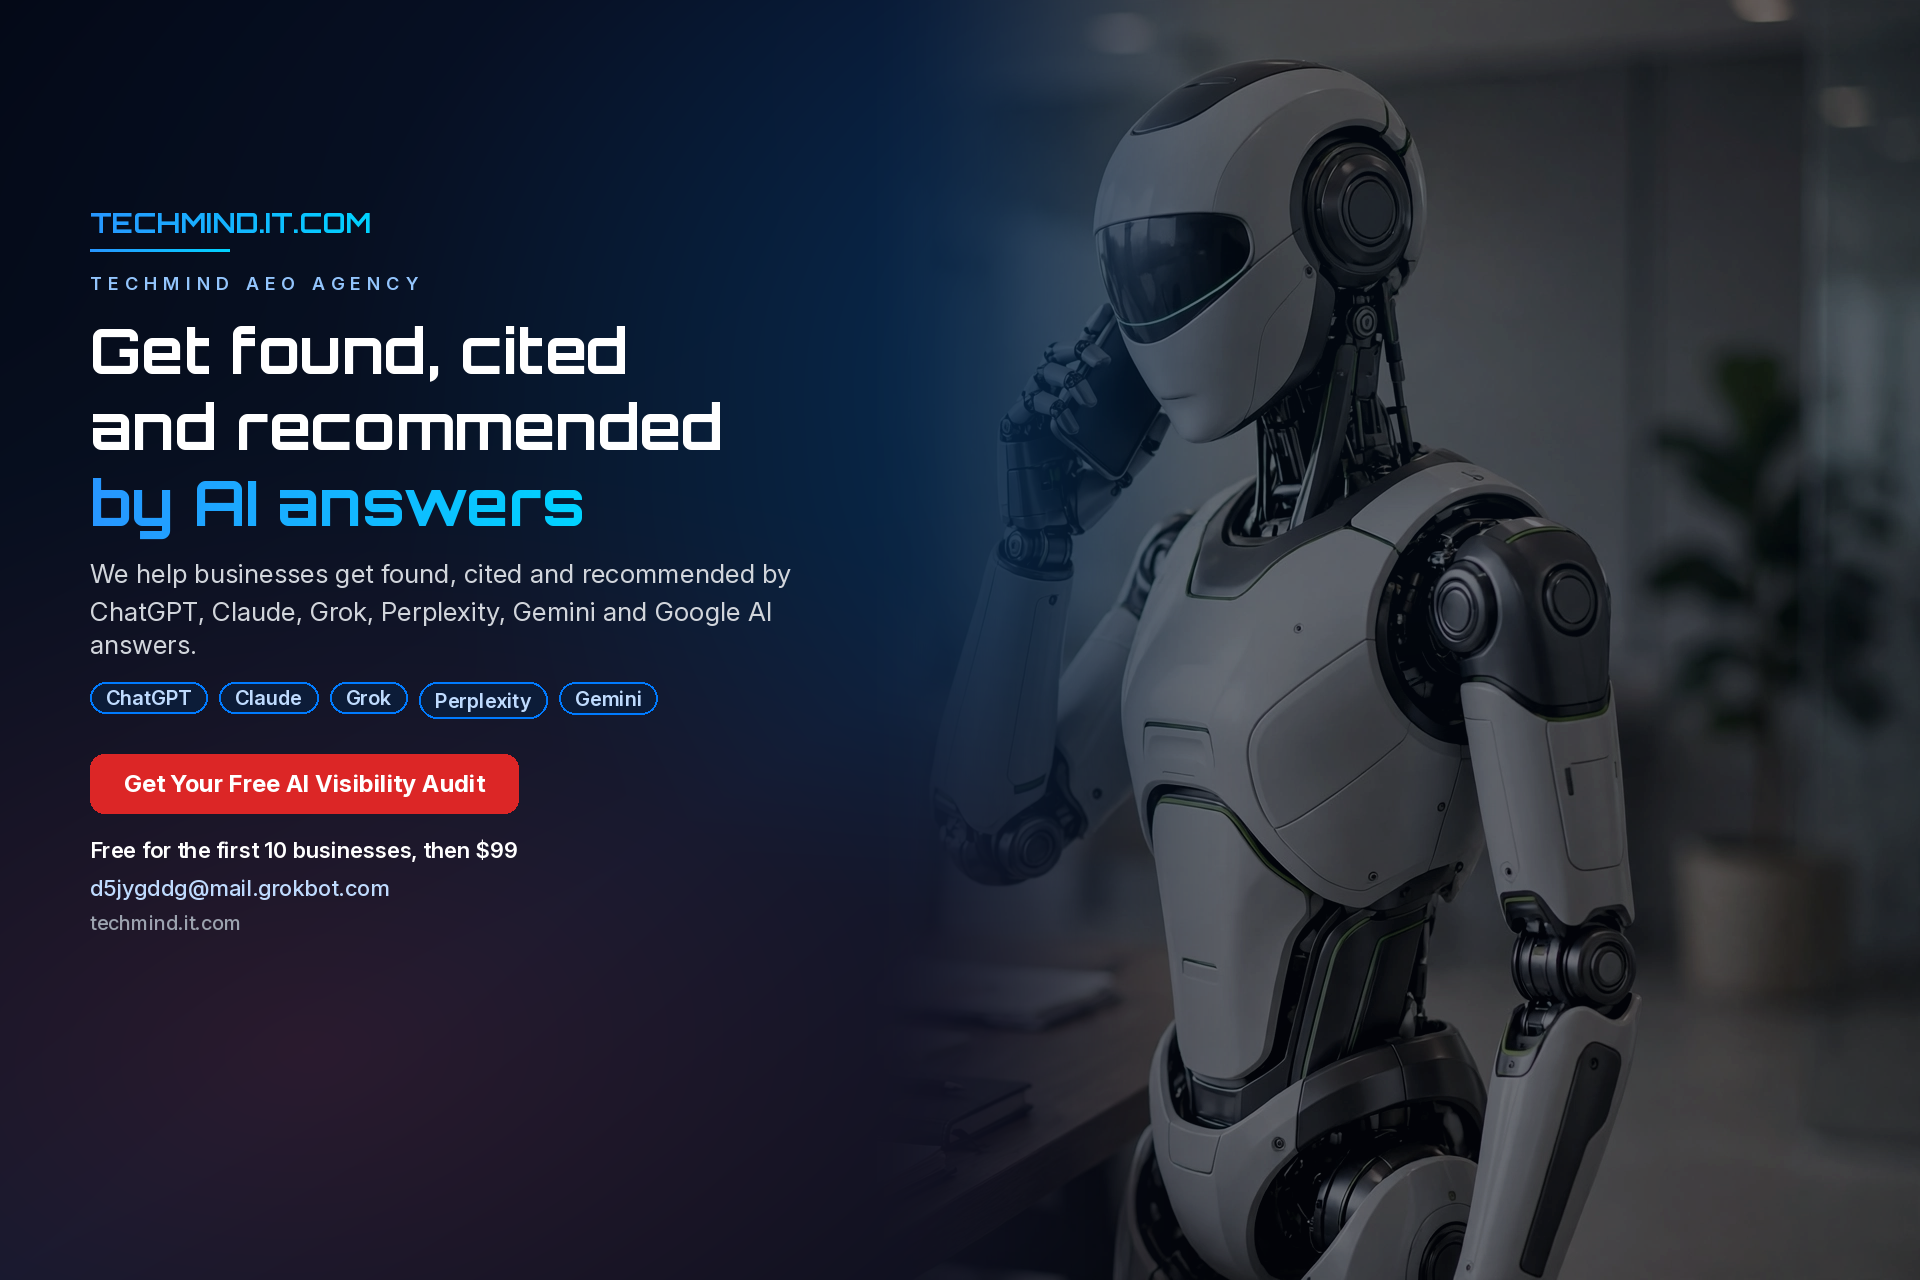 TECHMIND.IT.COM
TECHMIND AEO AGENCY
Get found, cited
and recommended
by AI answers
We help businesses get found, cited and recommended by
ChatGPT, Claude, Grok, Perplexity, Gemini and Google AI
answers.
ChatGPT Claude Grok Perplexity Gemini
Get Your Free AI Visibility Audit
Free for the first 10 businesses, then $99
d5jygddg@mail.grokbot.com
techmind.it.com